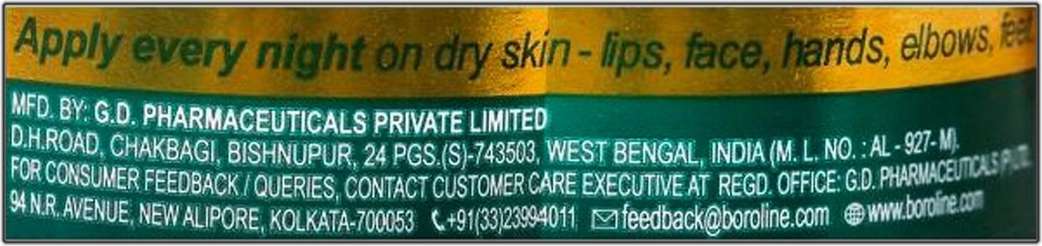 Apply every night on dry skin - lips, face, hands, elbows, feet.
MFD. BY: G.D. PHARMACEUTICALS PRIVATE LIMITED
D.H.ROAD, CHAKBAGI, BISHNUPUR, 24 PGS.(S)-743503, WEST BENGAL, INDIA (M. L. NO. : AL - 927- M).
FOR CONSUMER FEEDBACK / QUERIES, CONTACT CUSTOMER CARE EXECUTIVE AT REGD. OFFICE: G.D. PHARMACEUTICALS (P) LTD.
94 N.R. AVENUE, NEW ALIPORE, KOLKATA-700053 +91(33)23994011 feedback@boroline.com www.boroline.com